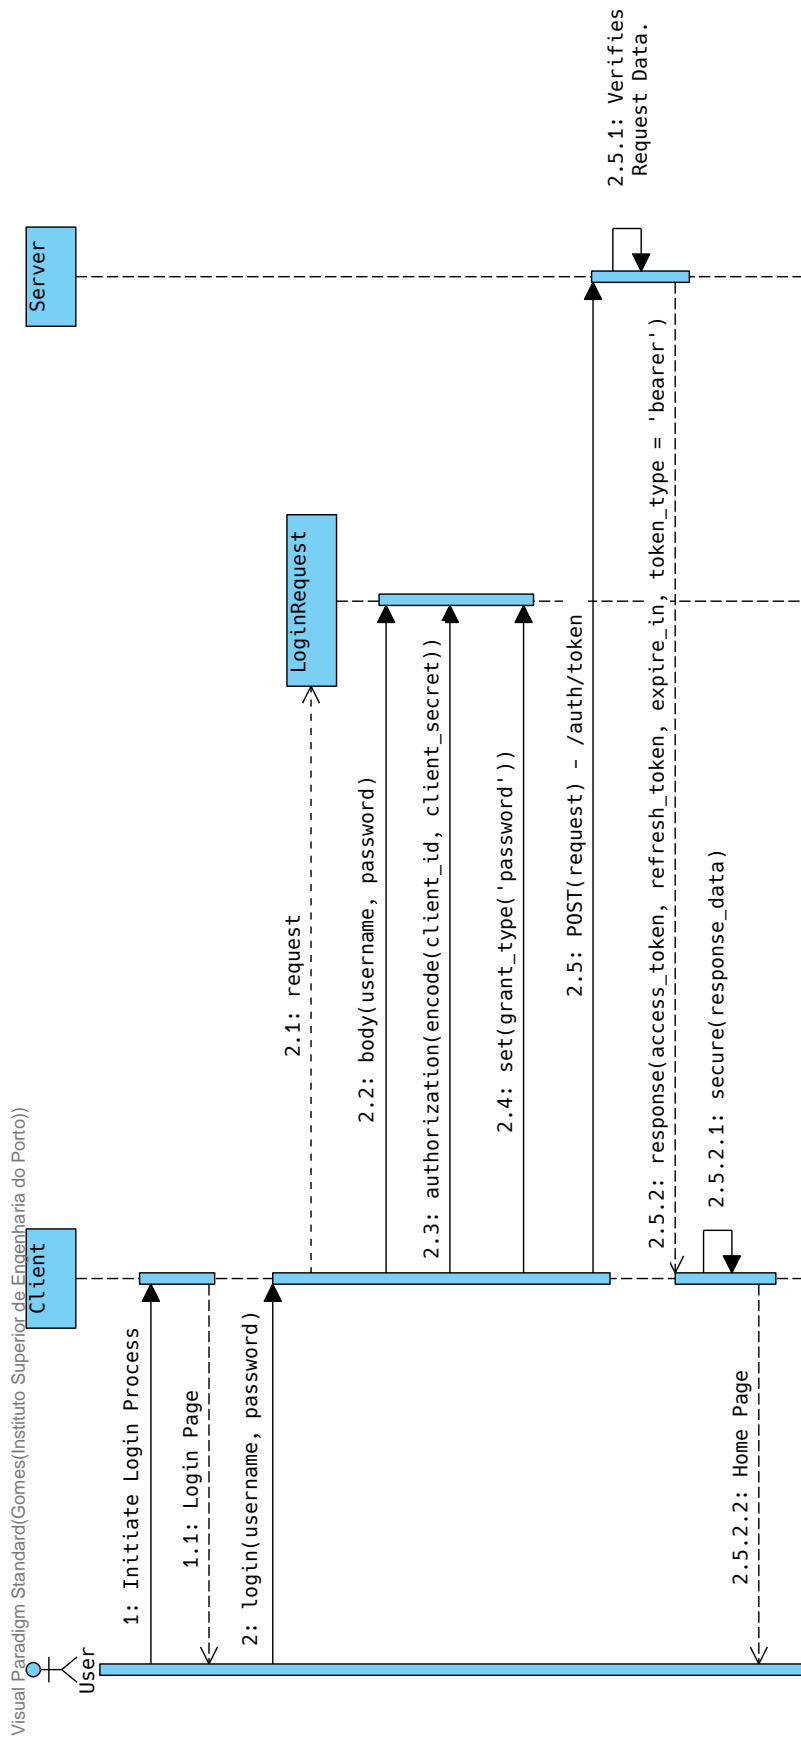 Visual Paradigm Standard(Gomes(Instituto Superior de Engenharia do Porto))
User
Client
LoginRequest
Server
1: Initiate Login Process
1.1: Login Page
2: login(username, password)
2.1: request
2.2: body(username, password)
2.3: authorization(encode(client_id, client_secret))
2.4: set(grant_type('password'))
2.5: POST(request) - /auth/token
2.5.1: Verifies
Request Data.
2.5.2: response(access_token, refresh_token, expire_in, token_type = 'bearer')
2.5.2.1: secure(response_data)
2.5.2.2: Home Page